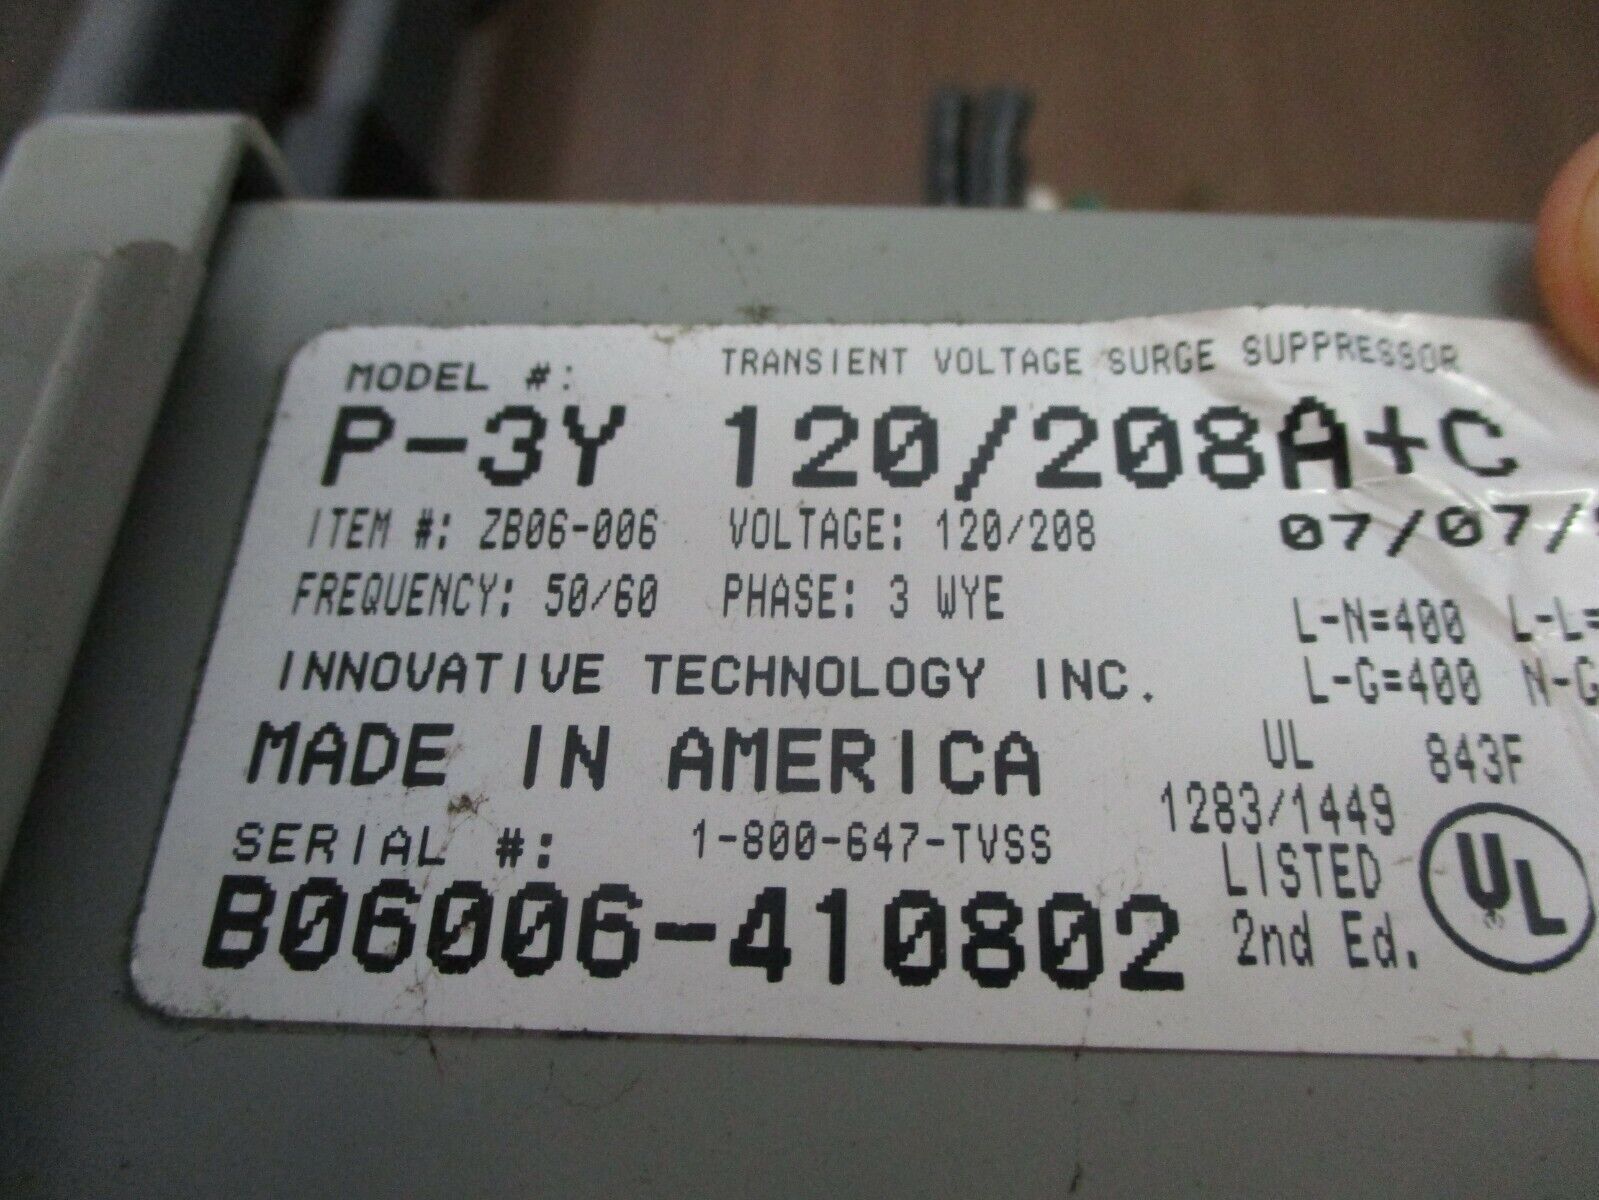 MODEL #: TRANSIENT VOLTAGE SURGE SUPPRESSOR
P-3Y 120/208A+C
ITEM #: ZB06-006 VOLTAGE: 120/208 07/07/
FREQUENCY: 50/60 PHASE: 3 WYE L-N=400 L-L=
INNOVATIVE TECHNOLOGY INC. L-G=400 N-G
MADE IN AMERICA UL 843F
SERIAL #: 1-800-647-TVSS 1283/1449
B06006-410802 LISTED
2nd Ed.
UL